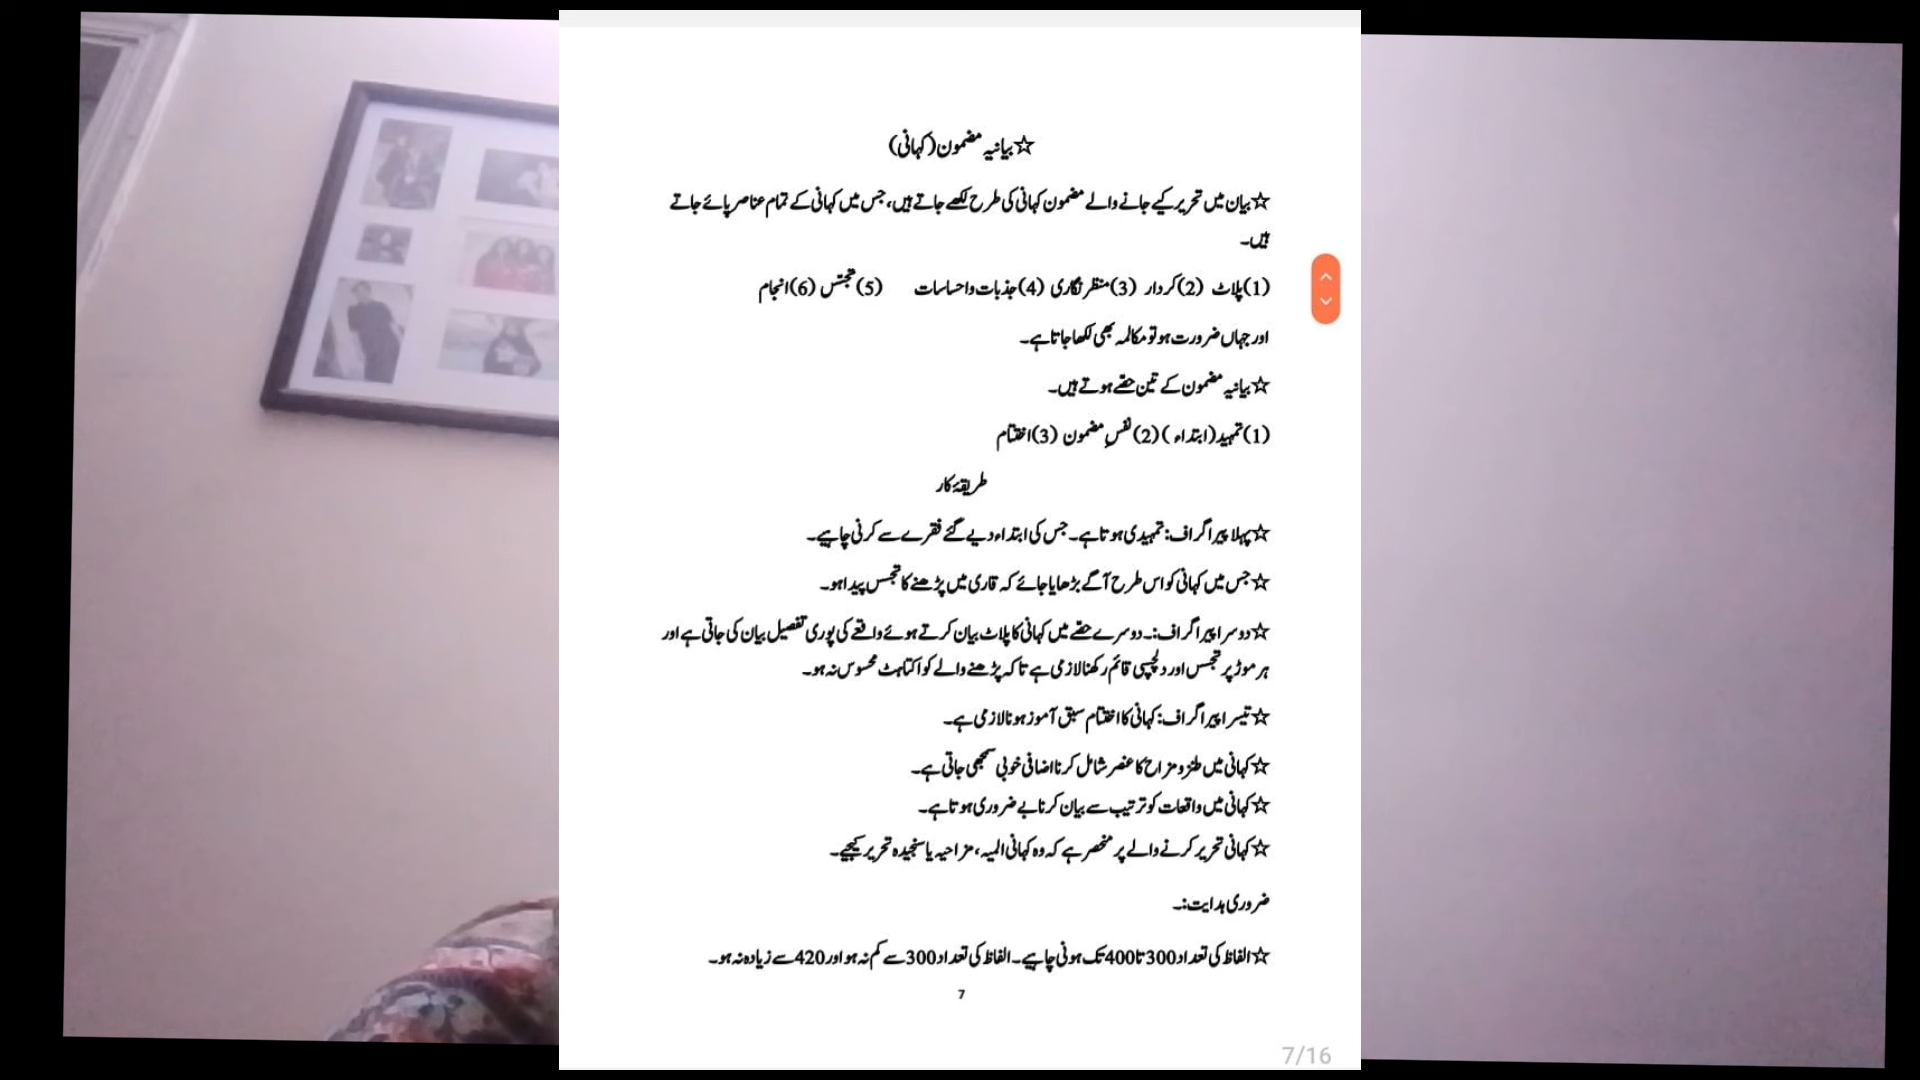 ☆بیانیہ مضمون(کہانی)
☆بیان میں تحریر کیے جانے والے مضمون کہانی کی طرح لکھے جاتے ہیں، جس میں کہانی کے تمام عناصر پائے جاتے
ہیں۔
(1)پلاٹ (2)کردار (3)منظر نگاری (4)جذبات و احساسات (5) تجسّس (6)انجام
اور جہاں ضرورت ہو تو مکالمہ بھی لکھا جاتا ہے۔
☆بیانیہ مضمون کے تین حصّے ہوتے ہیں۔
(1)تمہید(ابتداء) (2)نفسِ مضمون (3)اختتام
طریقۂ کار
☆پہلا پیراگراف: تمہیدی ہوتا ہے۔ جس کی ابتداء دیے گئے فقرے سے کرنی چاہیے۔
☆جس میں کہانی کو اس طرح آگے بڑھایا جائے کہ قاری میں پڑھنے کا تجسس پیدا ہو۔
☆دوسرا پیراگراف:۔ دوسرے حصّے میں کہانی کا پلاٹ بیان کرتے ہوئے واقعے کی پوری تفصیل بیان کی جاتی ہے اور
ہر موڑ پر تجسس اور دلچسپی قائم رکھنا لازمی ہے تاکہ پڑھنے والے کو اکتاہٹ محسوس نہ ہو۔
☆تیسرا پیراگراف: کہانی کا اختتام سبق آموز ہونا لازمی ہے۔
☆کہانی میں طنز و مزاح کا عنصر شامل کرنا اضافی خوبی سمجھی جاتی ہے۔
☆کہانی میں واقعات کو ترتیب سے بیان کرنا بے ضروری ہوتا ہے۔
☆کہانی تحریر کرنے والے پر منحصر ہے کہ وہ کہانی المیہ، مزاحیہ یا سنجیدہ تحریر کیجیے۔
ضروری ہدایت:۔
☆الفاظ کی تعداد 300 تا 400 تک ہونی چاہیے۔ الفاظ کی تعداد 300 سے کم نہ ہو اور 420 سے زیادہ نہ ہو۔
7
7/16